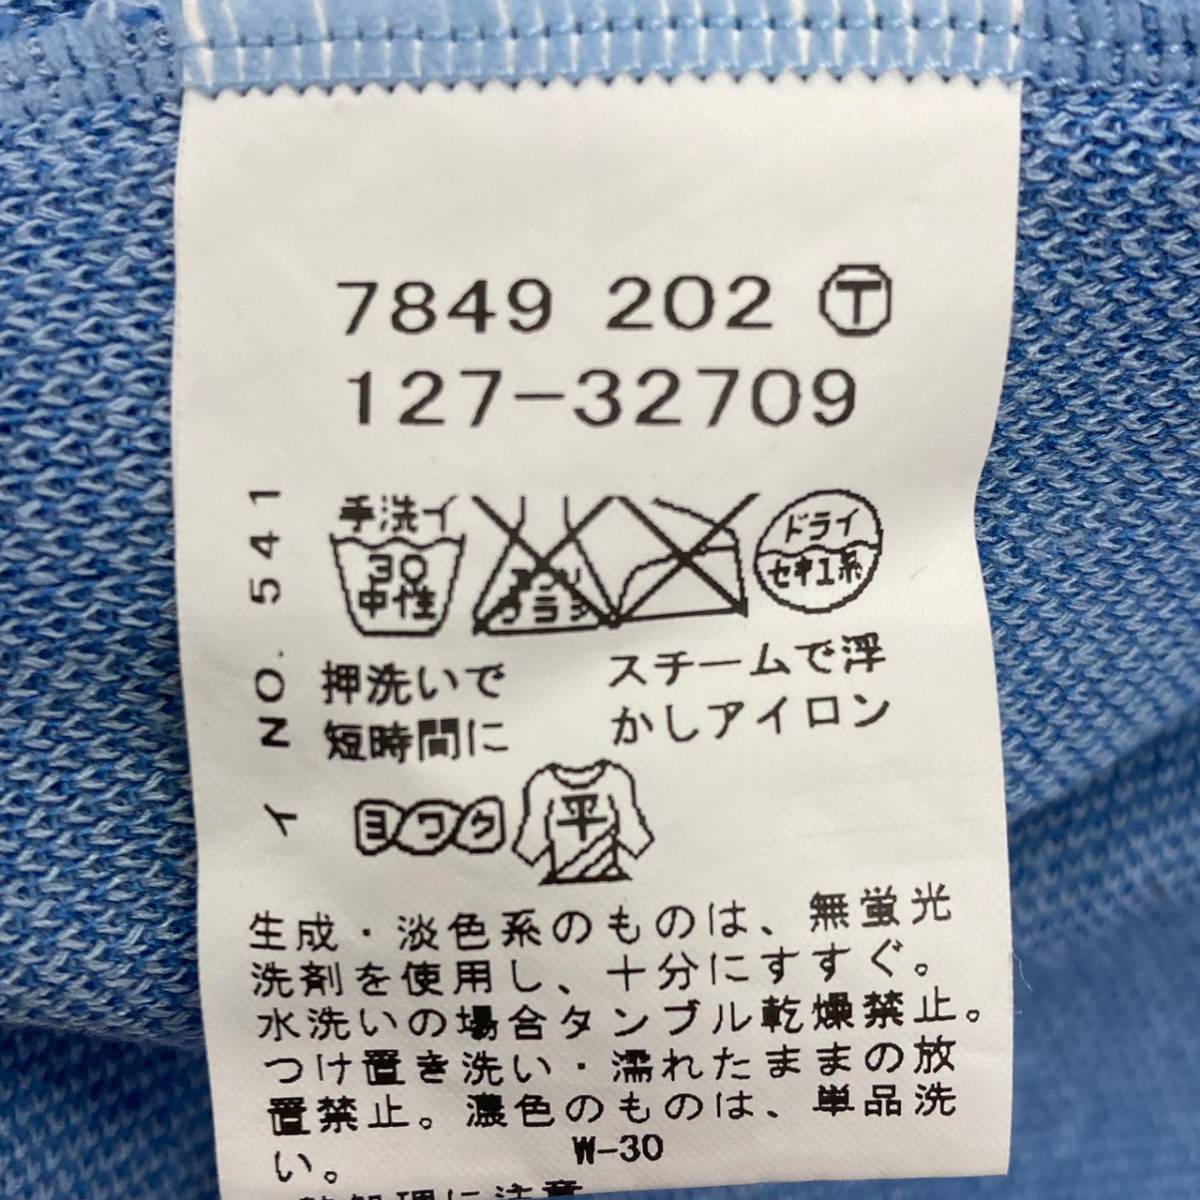 7849 202 Ⓣ
127-32709
イ NO. 541
手洗イ
30
中性
エンソ
サラシ
ドライ
セキユ系
押洗いで
短時間に
スチームで浮
かしアイロン
ヨワク
平
生成・淡色系のものは、無蛍光
洗剤を使用し、十分にすすぐ。
水洗いの場合タンブル乾燥禁止。
つけ置き洗い・濡れたままの放
置禁止。濃色のものは、単品洗
い。
W-30